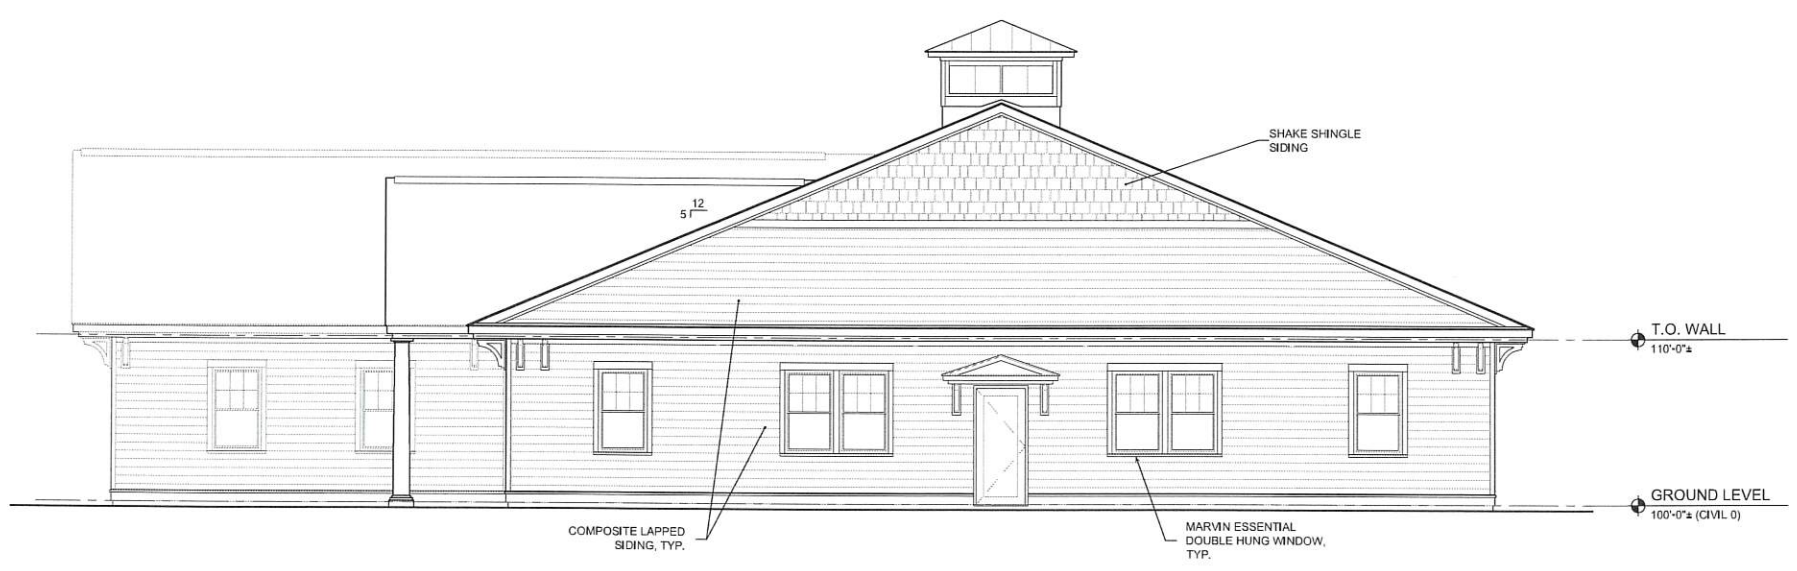 SHAKE SHINGLE
SIDING
12
5
T.O. WALL
110'-0"±
GROUND LEVEL
100'-0"± (CIVIL 0)
COMPOSITE LAPPED
SIDING, TYP.
MARVIN ESSENTIAL
DOUBLE HUNG WINDOW,
TYP.